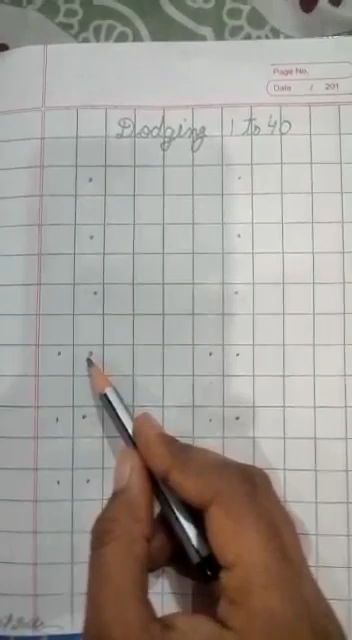 Page No.
Date / 201
Dodging 1 to 40